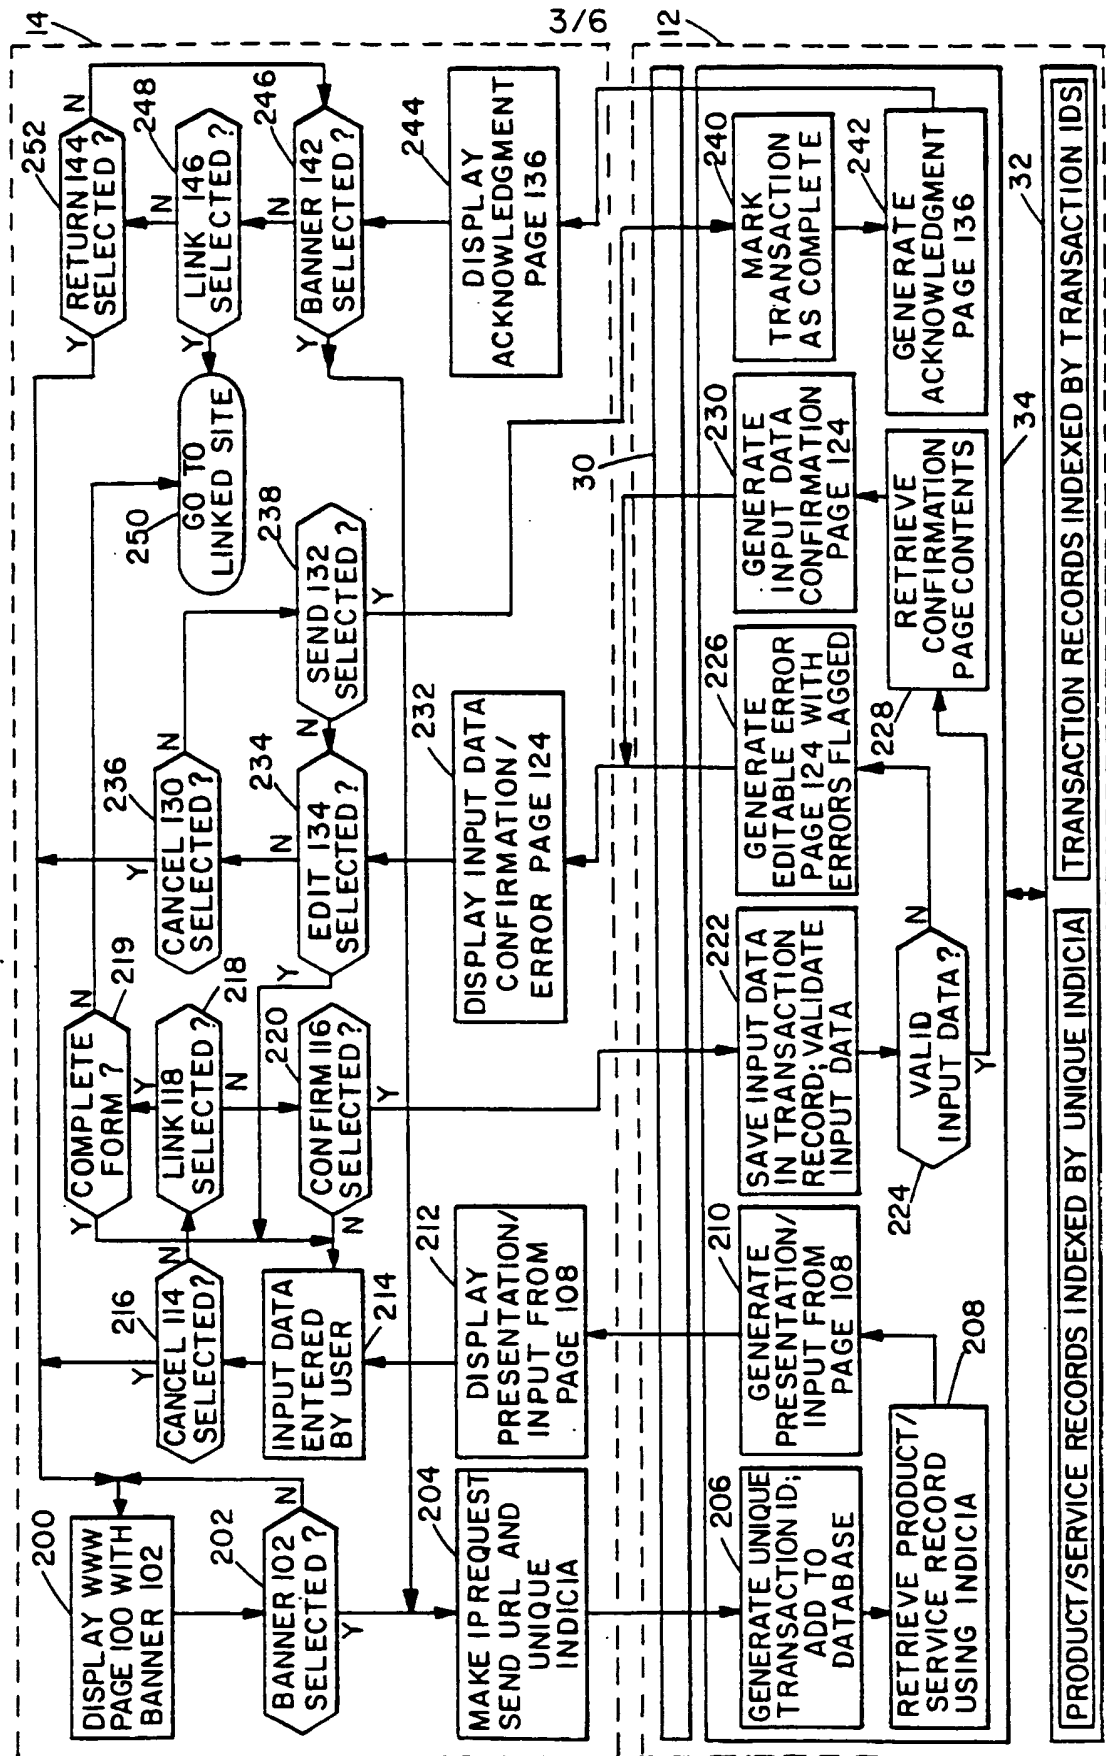 3/6
14
200
DISPLAY WWW
PAGE 100 WITH
BANNER 102
202
BANNER 102
SELECTED ?
N
Y
204
MAKE IP REQUEST
SEND URL AND
UNIQUE
INDICIA
216
CANCEL 114
SELECTED ?
Y
N
INPUT DATA
ENTERED
BY USER
214
212
DISPLAY
PRESENTATION/
INPUT FROM
PAGE 108
219
COMPLETE
FORM ?
Y
N
218
LINK 118
SELECTED ?
Y
N
220
CONFIRM 116
SELECTED ?
N
Y
236
CANCEL 130
SELECTED ?
Y
N
234
EDIT 134
SELECTED ?
Y
N
232
DISPLAY INPUT DATA
CONFIRMATION /
ERROR PAGE 124
238
SEND 132
SELECTED ?
N
Y
250
GO TO
LINKED SITE
252
RETURN 144
SELECTED ?
Y
N
248
LINK 146
SELECTED ?
Y
N
246
BANNER 142
SELECTED ?
Y
N
244
DISPLAY
ACKNOWLEDGMENT
PAGE 136
12
30
206
GENERATE UNIQUE
TRANSACTION ID;
ADD TO
DATABASE
RETRIEVE PRODUCT/
SERVICE RECORD
USING INDICIA
208
210
GENERATE
PRESENTATION/
INPUT FROM
PAGE 108
222
SAVE INPUT DATA
IN TRANSACTION
RECORD; VALIDATE
INPUT DATA
224
VALID
INPUT DATA ?
N
Y
226
GENERATE
EDITABLE ERROR
PAGE 124 WITH
ERRORS FLAGGED
228
RETRIEVE
CONFIRMATION
PAGE CONTENTS
230
GENERATE
INPUT DATA
CONFIRMATION
PAGE 124
240
MARK
TRANSACTION
AS COMPLETE
242
GENERATE
ACKNOWLEDGMENT
PAGE 136
34
32
PRODUCT/SERVICE RECORDS INDEXED BY UNIQUE INDICIA
TRANSACTION RECORDS INDEXED BY TRANSACTION IDS